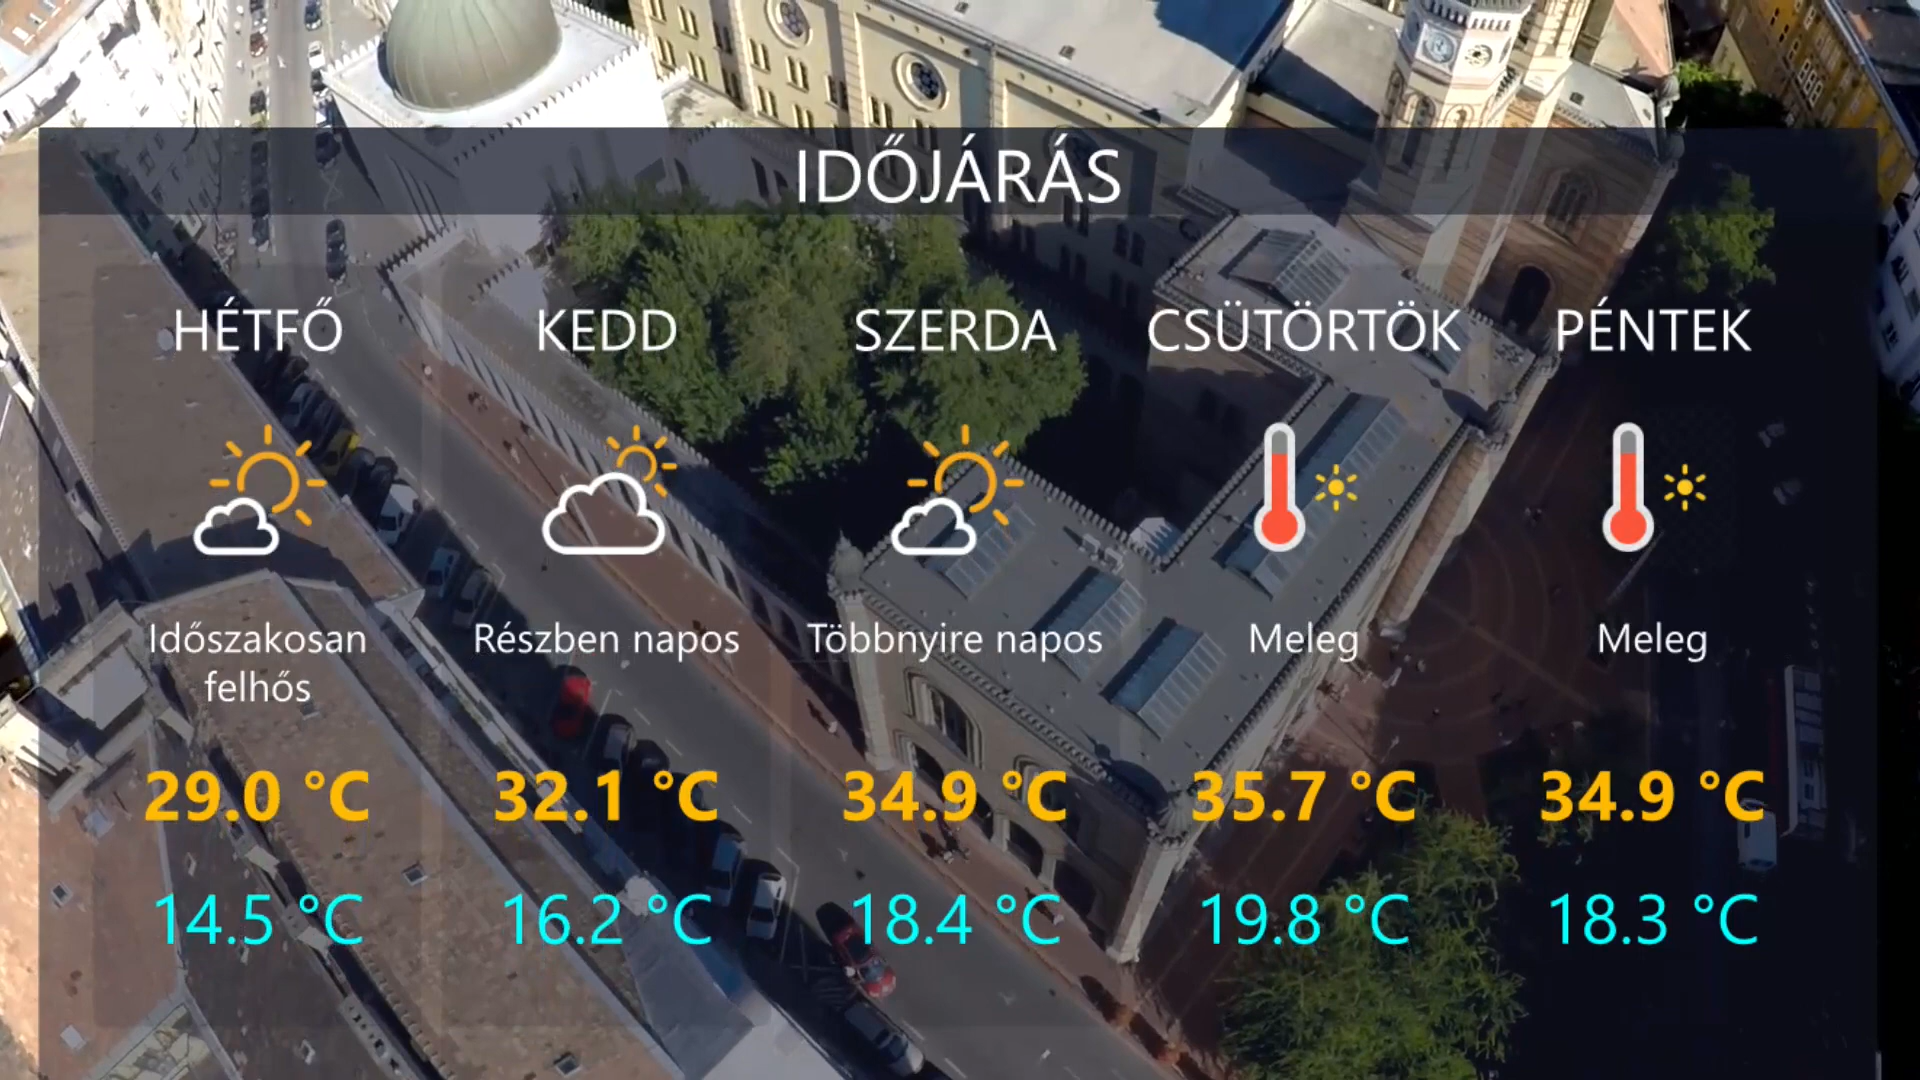 IDŐJÁRÁS
HÉTFŐ
Időszakosan
felhős
29.0 °C
14.5 °C
KEDD
Részben napos
32.1 °C
16.2 °C
SZERDA
Többnyire napos
34.9 °C
18.4 °C
CSÜTÖRTÖK
Meleg
35.7 °C
19.8 °C
PÉNTEK
Meleg
34.9 °C
18.3 °C